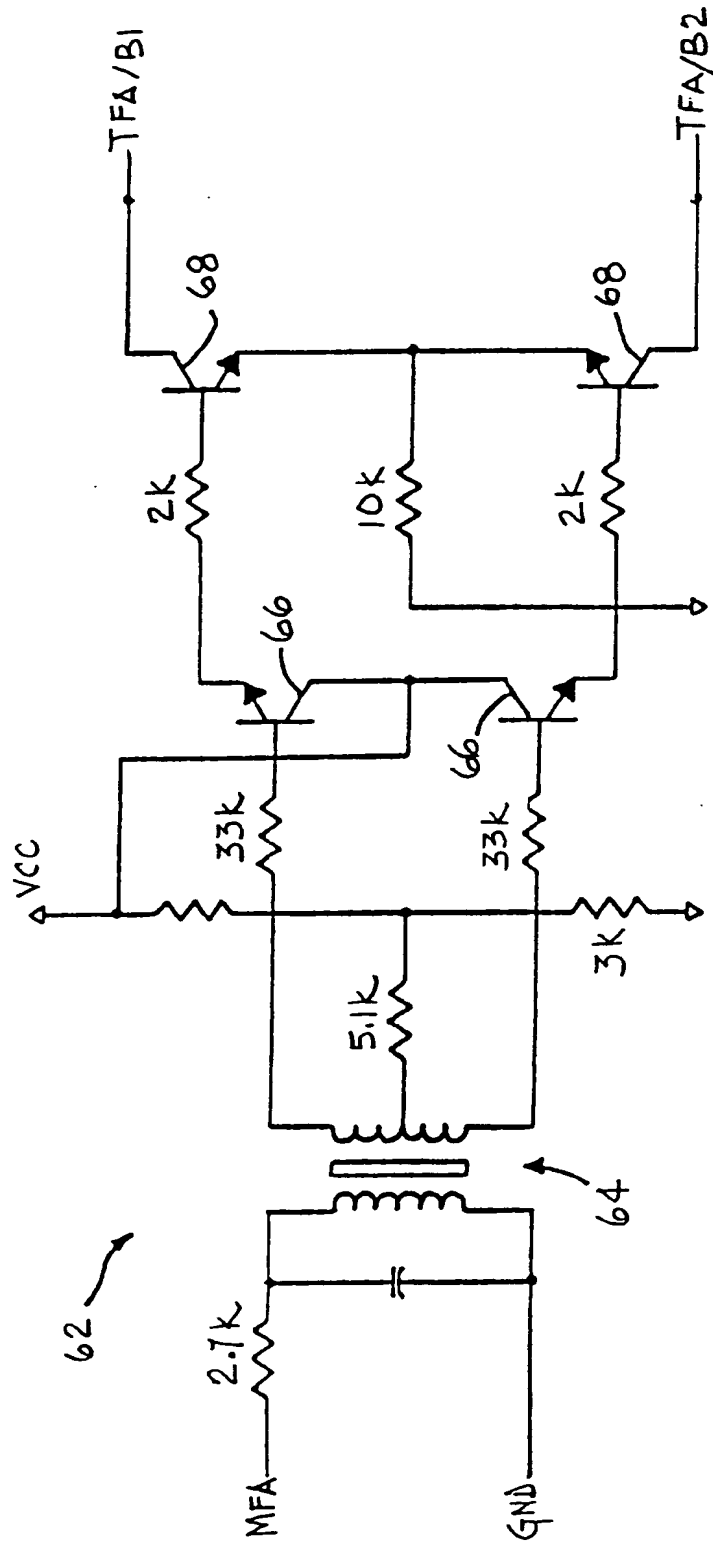 62
MFA
2.7K
GND
64
VCC
5.1K
3K
33K
33K
66
66
2K
10K
2K
68
68
TFA/B1
TFA/B2